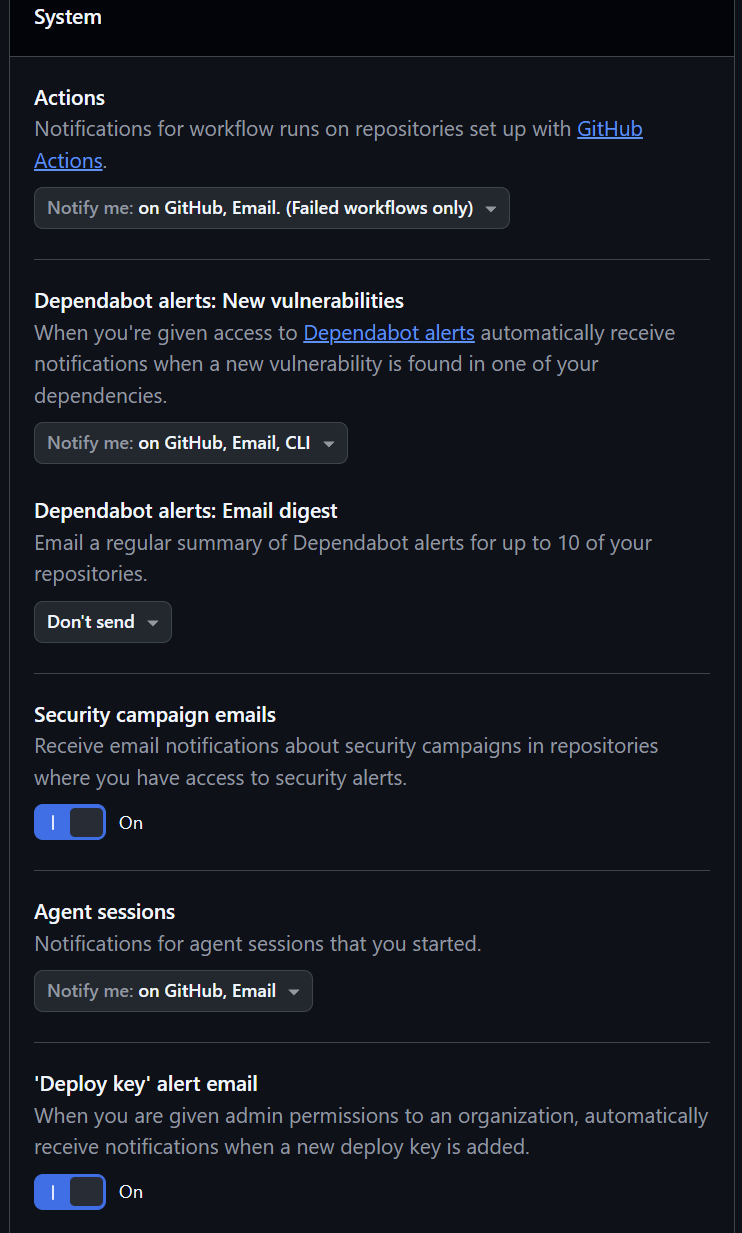 System
Actions
Notifications for workflow runs on repositories set up with GitHub
Actions.
Notify me: on GitHub, Email. (Failed workflows only)
Dependabot alerts: New vulnerabilities
When you're given access to Dependabot alerts automatically receive
notifications when a new vulnerability is found in one of your
dependencies.
Notify me: on GitHub, Email, CLI
Dependabot alerts: Email digest
Email a regular summary of Dependabot alerts for up to 10 of your
repositories.
Don't send
Security campaign emails
Receive email notifications about security campaigns in repositories
where you have access to security alerts.
On
Agent sessions
Notifications for agent sessions that you started.
Notify me: on GitHub, Email
'Deploy key' alert email
When you are given admin permissions to an organization, automatically
receive notifications when a new deploy key is added.
On